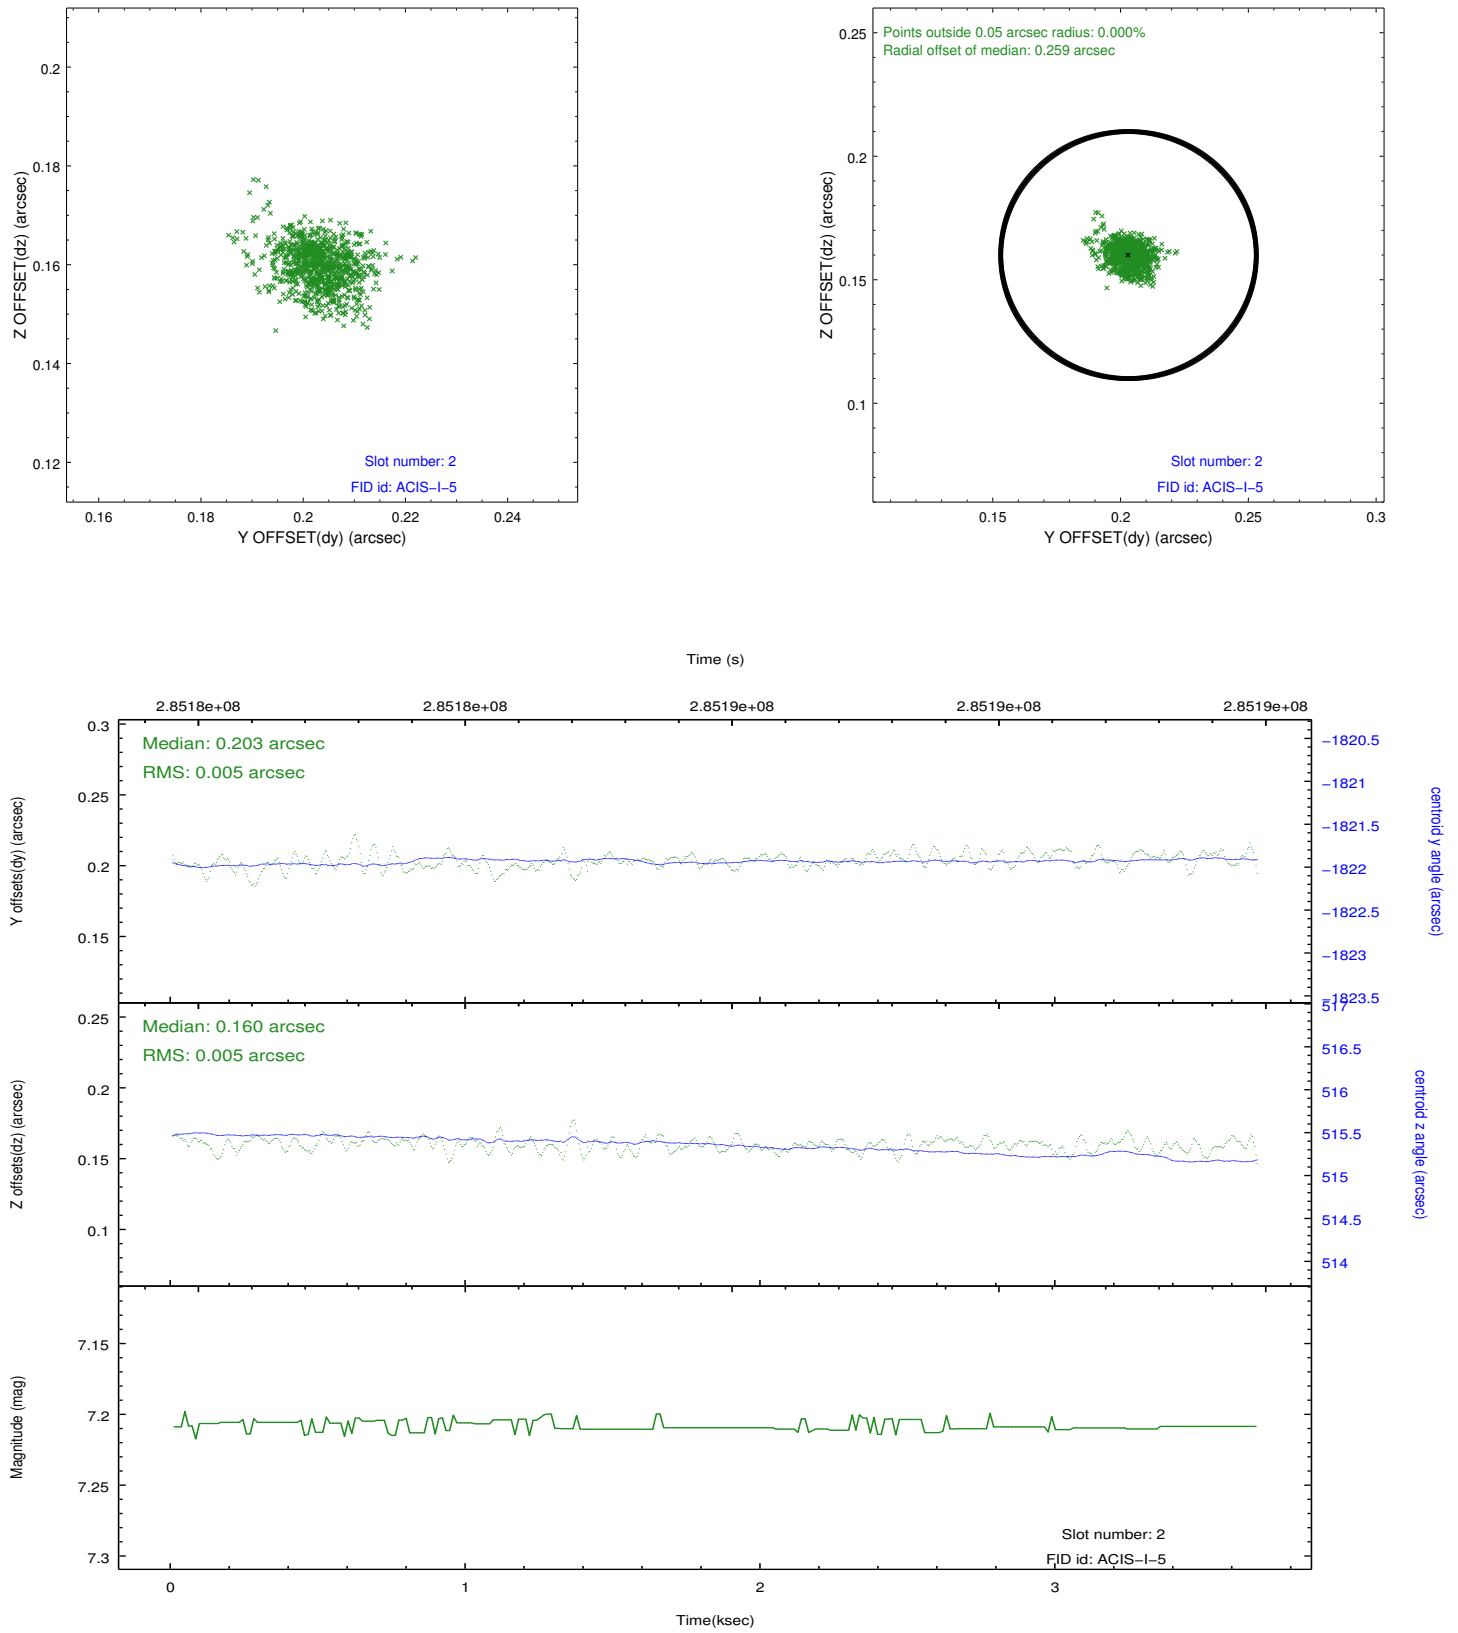 0.2
0.18
0.16
0.14
0.12
Z OFFSET(dz) (arcsec)
Slot number: 2
FID id: ACIS−I−5
0.16 0.18 0.2 0.22 0.24
Y OFFSET(dy) (arcsec)
Points outside 0.05 arcsec radius: 0.000%
Radial offset of median: 0.259 arcsec
0.25
0.2
0.15
0.1
Z OFFSET(dz) (arcsec)
Slot number: 2
FID id: ACIS−I−5
0.15 0.2 0.25 0.3
Y OFFSET(dy) (arcsec)
Time (s)
2.8518e+08 2.8518e+08 2.8519e+08 2.8519e+08 2.8519e+08
Median: 0.203 arcsec
RMS: 0.005 arcsec
0.3
0.25
0.2
0.15
Y offsets(dy) (arcsec)
−1820.5
−1821
−1821.5
−1822
−1822.5
−1823
−1823.5
centroid y angle (arcsec)
Median: 0.160 arcsec
RMS: 0.005 arcsec
0.25
0.2
0.15
0.1
Z offsets(dz) (arcsec)
517
516.5
516
515.5
515
514.5
514
centroid z angle (arcsec)
7.15
7.2
7.25
7.3
Magnitude (mag)
Slot number: 2
FID id: ACIS−I−5
0 1 2 3
Time(ksec)